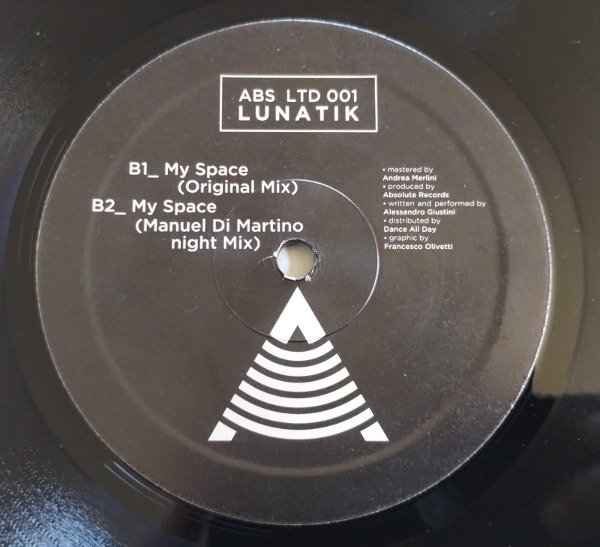 ABS LTD 001
LUNATIK
B1_ My Space
(Original Mix)
B2_ My Space
(Manuel Di Martino
night Mix)
• mastered by
Andrea Merlini
• produced by
Absolute Records
• written and performed by
Alessandro Giustini
• distributed by
Dance All Day
• graphic by
Francesco Olivetti